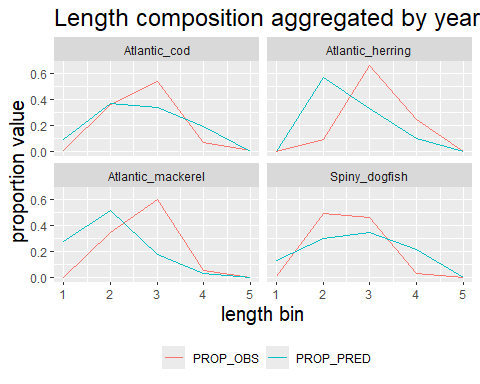 Length composition aggregated by year
Atlantic_cod
Atlantic_herring
0.6
0.4
0.2
0.0
Atlantic_mackerel
Spiny_dogfish
0.6
0.4
0.2
0.0
1 2 3 4 5 1 2 3 4 5
proportion value
length bin
PROP_OBS PROP_PRED